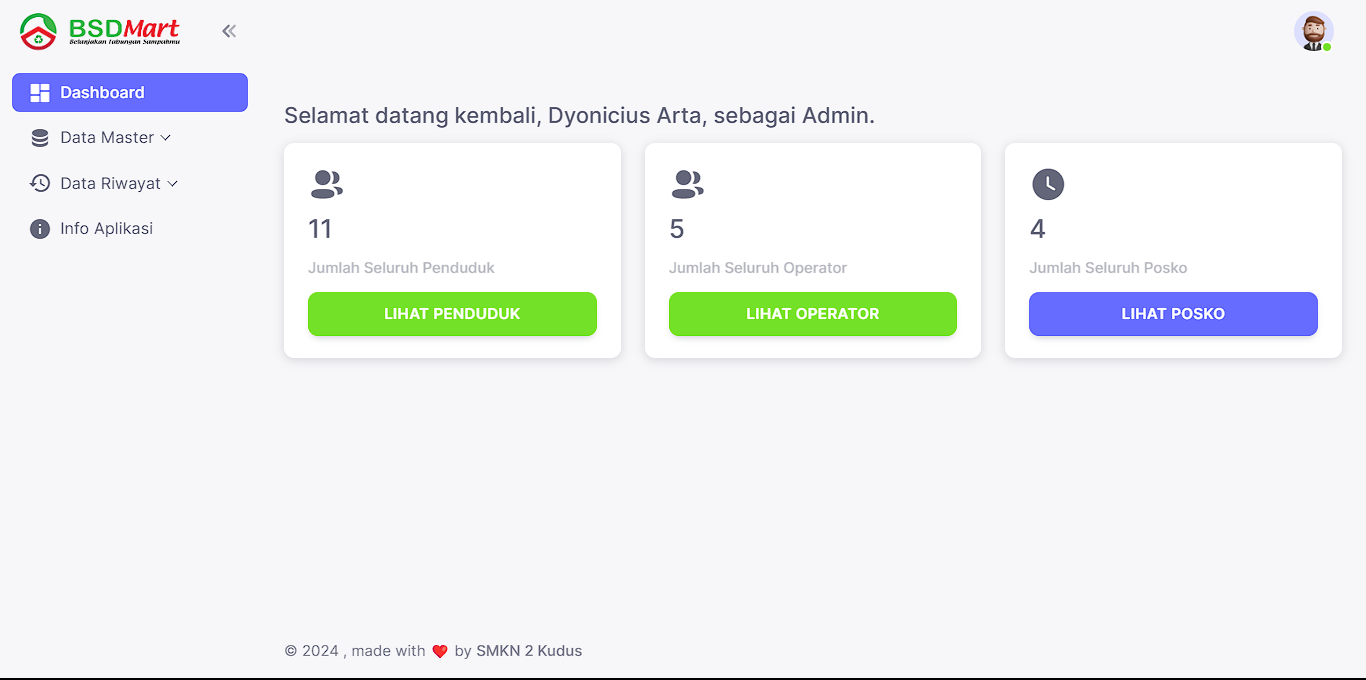 BSDMart
Belanjakan Tabungan Sampahmu
Dashboard
Data Master
Data Riwayat
Info Aplikasi
Selamat datang kembali, Dyonicius Arta, sebagai Admin.
11
Jumlah Seluruh Penduduk
LIHAT PENDUDUK
5
Jumlah Seluruh Operator
LIHAT OPERATOR
4
Jumlah Seluruh Posko
LIHAT POSKO
© 2024 , made with ❤️ by SMKN 2 Kudus